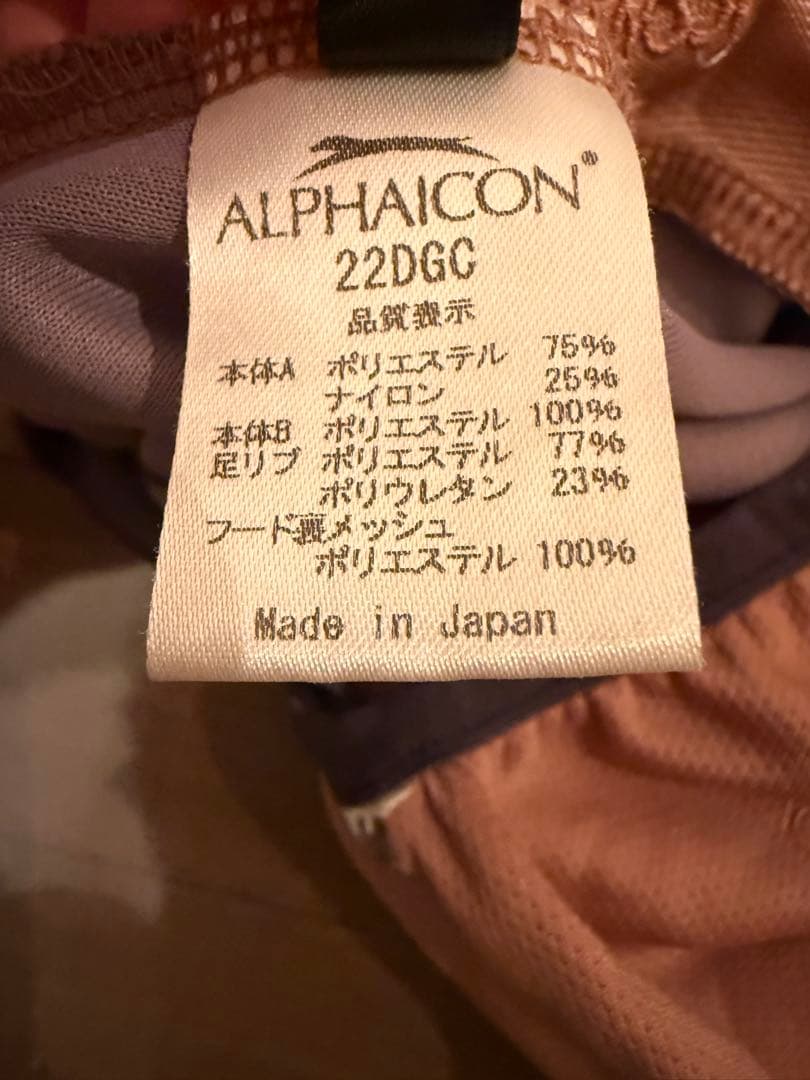 ALPHAICON®
22DGC
品質表示
本体A ポリエステル 75%
ナイロン 25%
本体B ポリエステル 100%
足リブ ポリエステル 77%
ポリウレタン 23%
フード裏メッシュ
ポリエステル 100%
Made in Japan